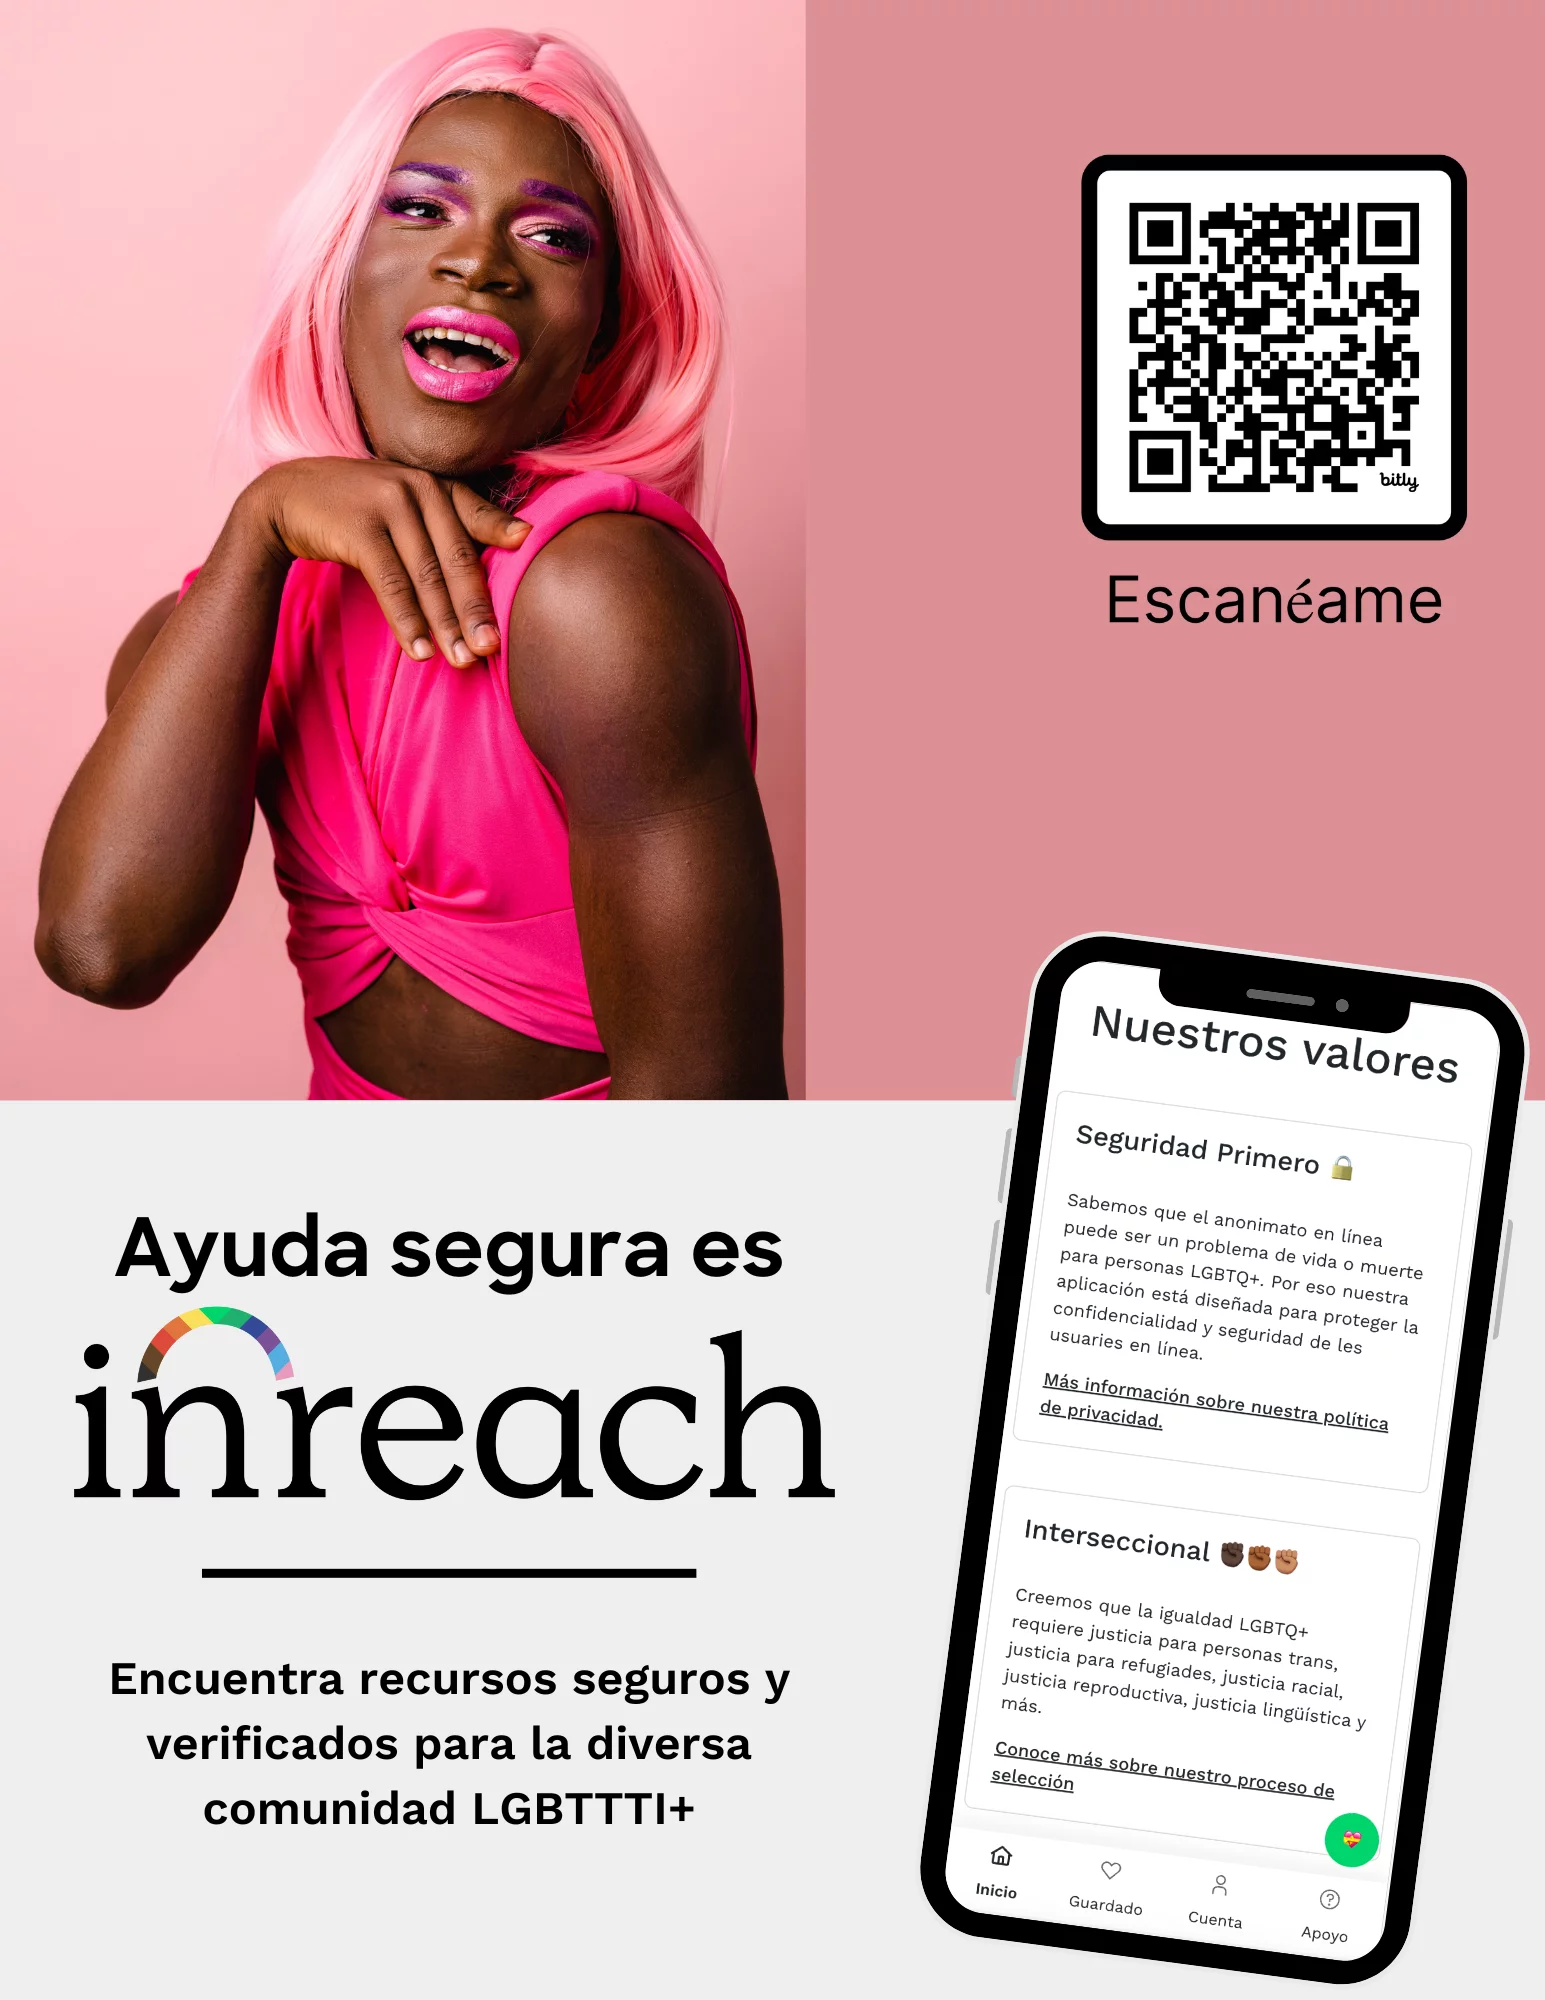 bitly
Escanéame
Ayuda segura es
inreach
Encuentra recursos seguros y
verificados para la diversa
comunidad LGBTTTI+
Nuestros valores
Seguridad Primero 🔒
Sabemos que el anonimato en línea
puede ser un problema de vida o muerte
para personas LGBTQ+. Por eso nuestra
aplicación está diseñada para proteger la
confidencialidad y seguridad de les
usuaries en línea.
Más información sobre nuestra política
de privacidad.
Interseccional ✊🏿✊🏾✊🏽
Creemos que la igualdad LGBTQ+
requiere justicia para personas trans,
justicia para refugiades, justicia racial,
justicia reproductiva, justicia lingüística y
más.
Conoce más sobre nuestro proceso de
selección
Inicio
Guardado
Cuenta
Apoyo